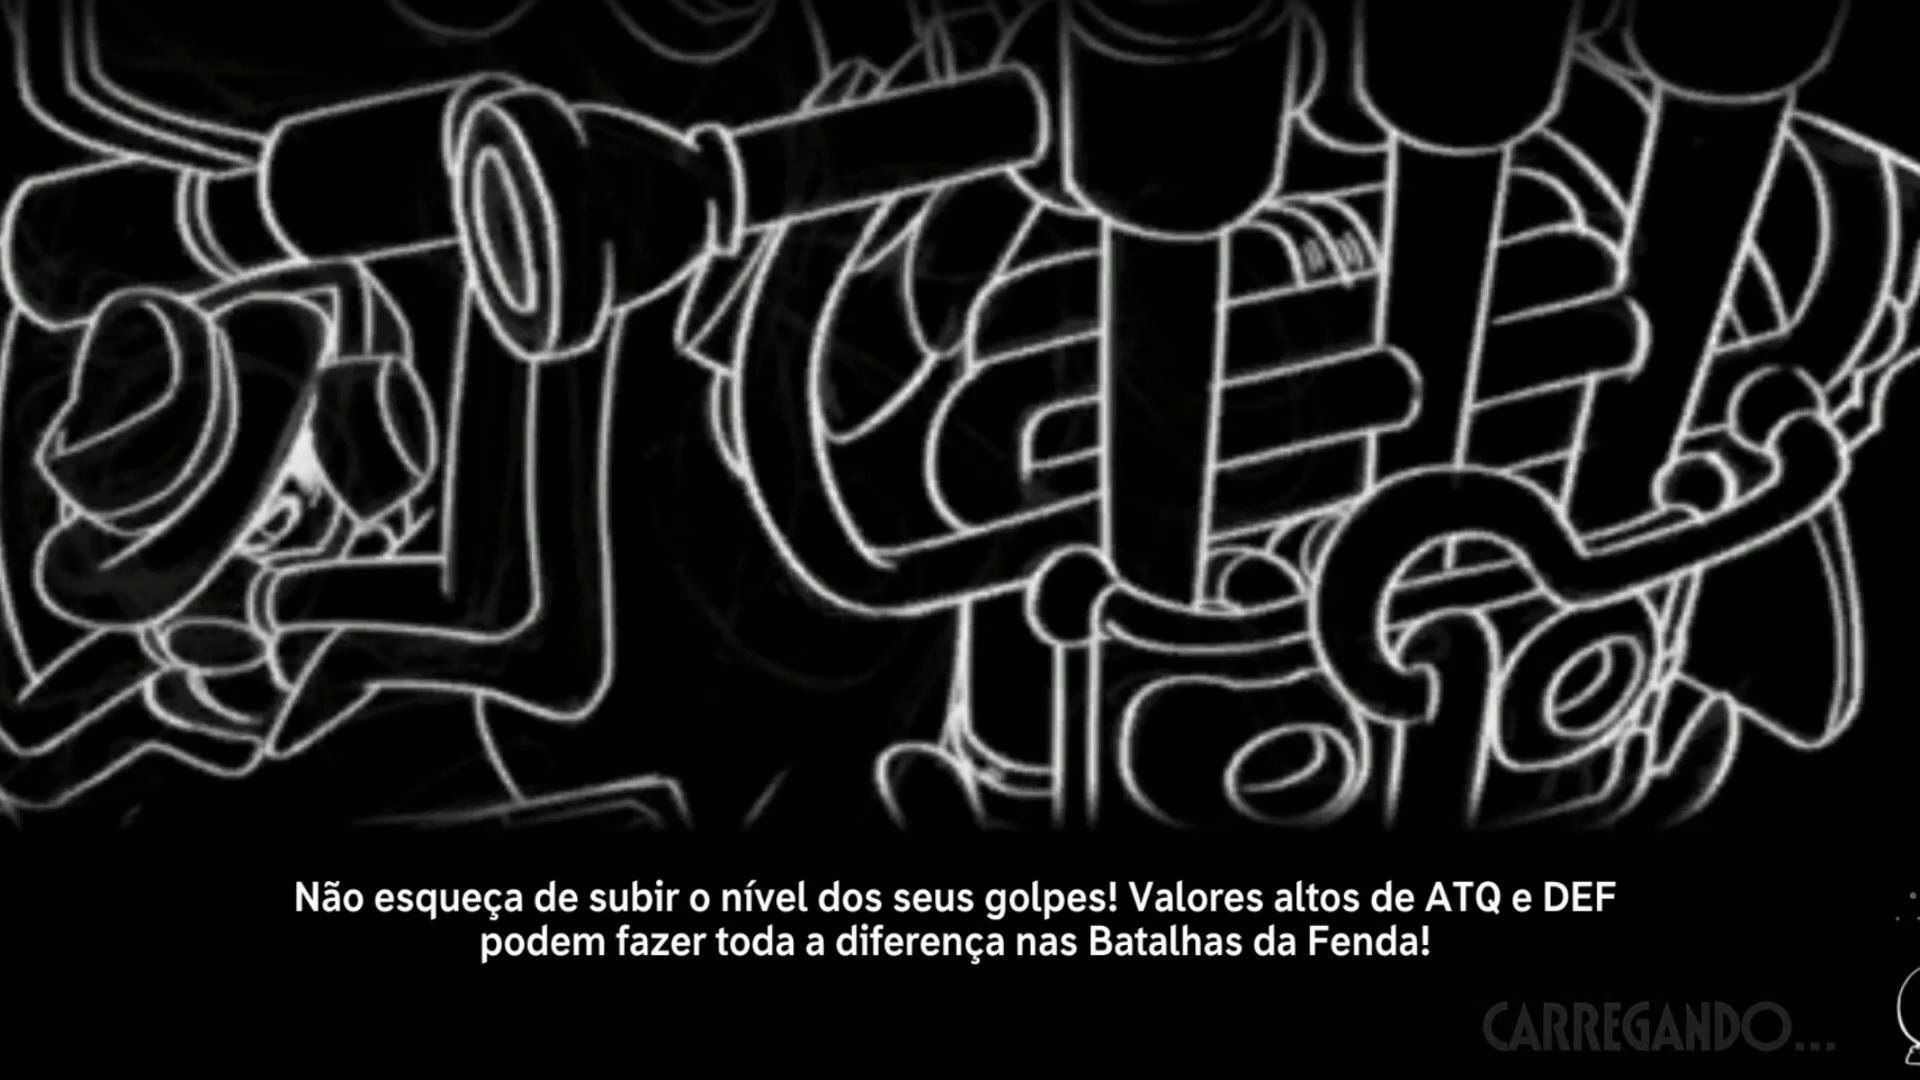 Não esqueça de subir o nível dos seus golpes! Valores altos de ATQ e DEF
podem fazer toda a diferença nas Batalhas da Fenda!
CARREGANDO...